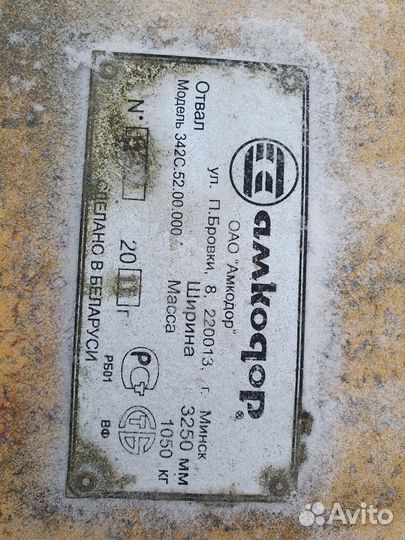 амкодор®
ОАО "Амкодор"
ул. П.Бровки, 8, 220013, г. Минск
Отвал
Ширина 3250 мм
Модель 342С.52.00.000
Масса 1050 кг
N°
20 г
СДЕЛАНО В БЕЛАРУСИ
РБ01
ВФ
Avito